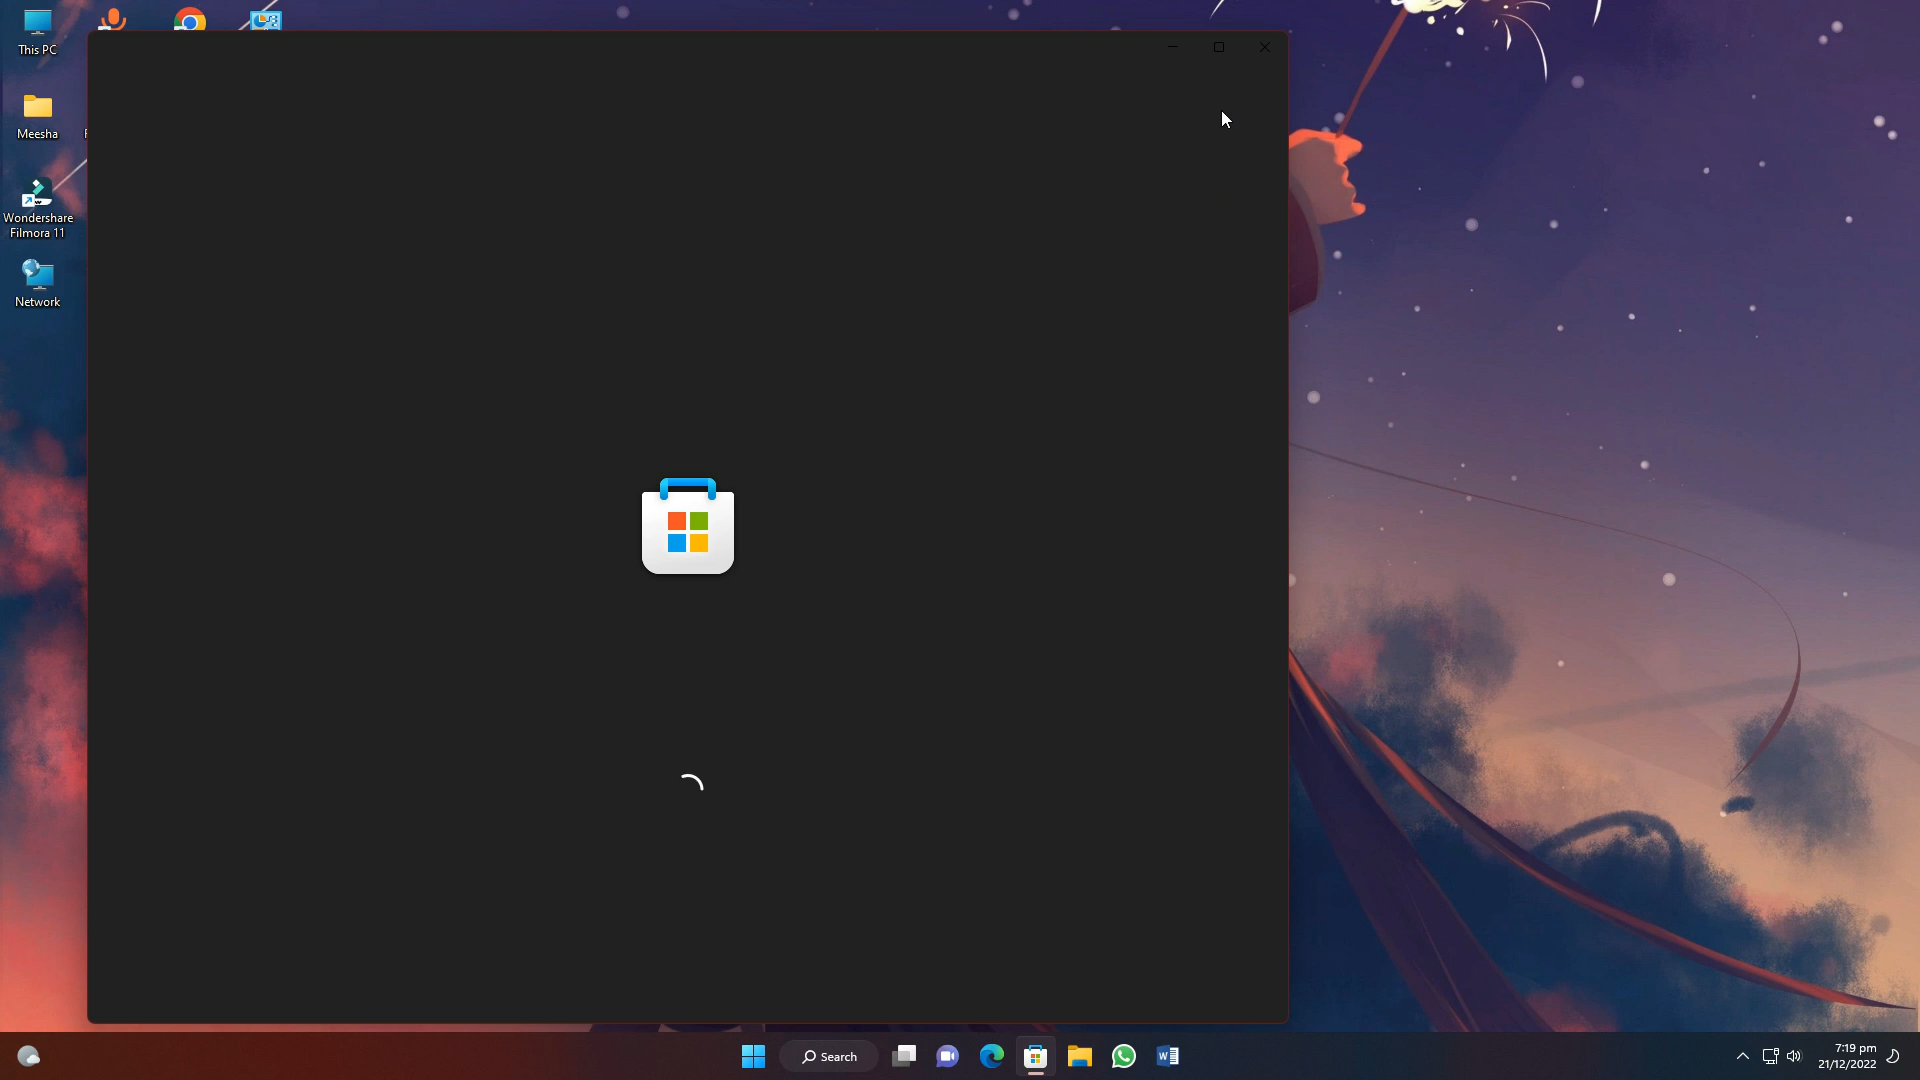 This PC
Meesha
Wondershare
Filmora 11
Network
Search
7:19 pm
21/12/2022